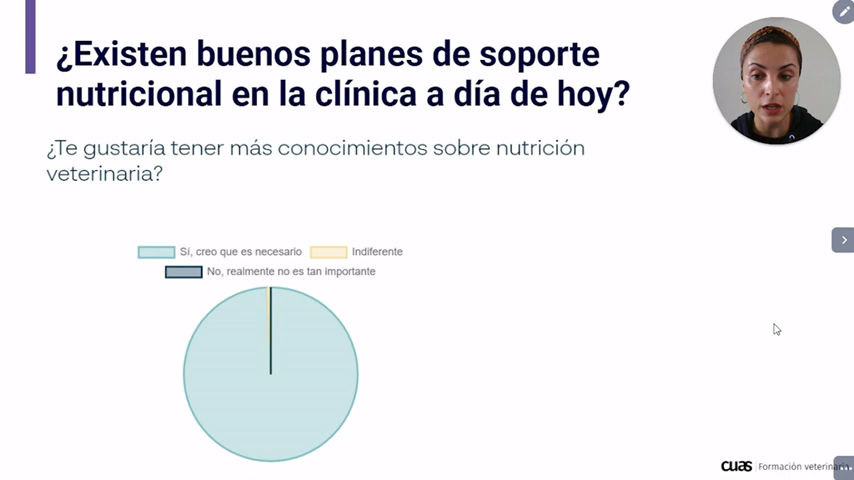 ¿Existen buenos planes de soporte
nutricional en la clínica a día de hoy?
¿Te gustaría tener más conocimientos sobre nutrición
veterinaria?
Sí, creo que es necesario
Indiferente
No, realmente no es tan importante
cuas Formación